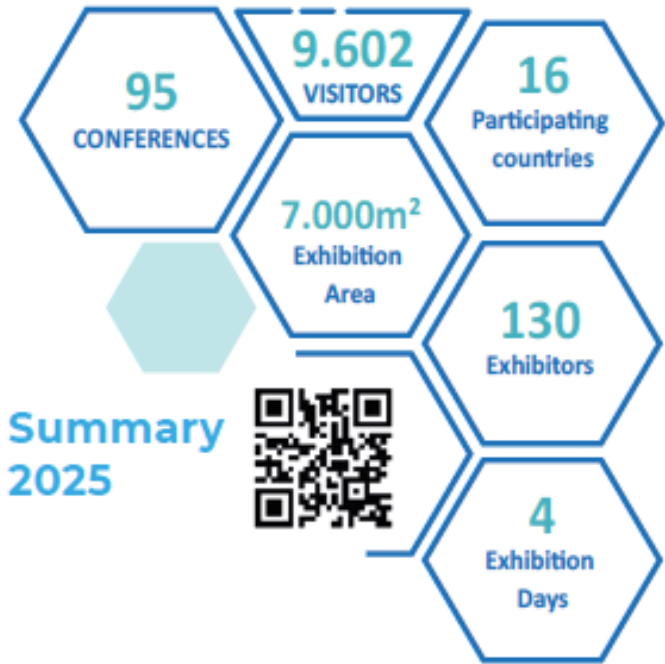 95
CONFERENCES
9.602
VISITORS
16
Participating
countries
7.000m²
Exhibition
Area
130
Exhibitors
Summary
2025
4
Exhibition
Days